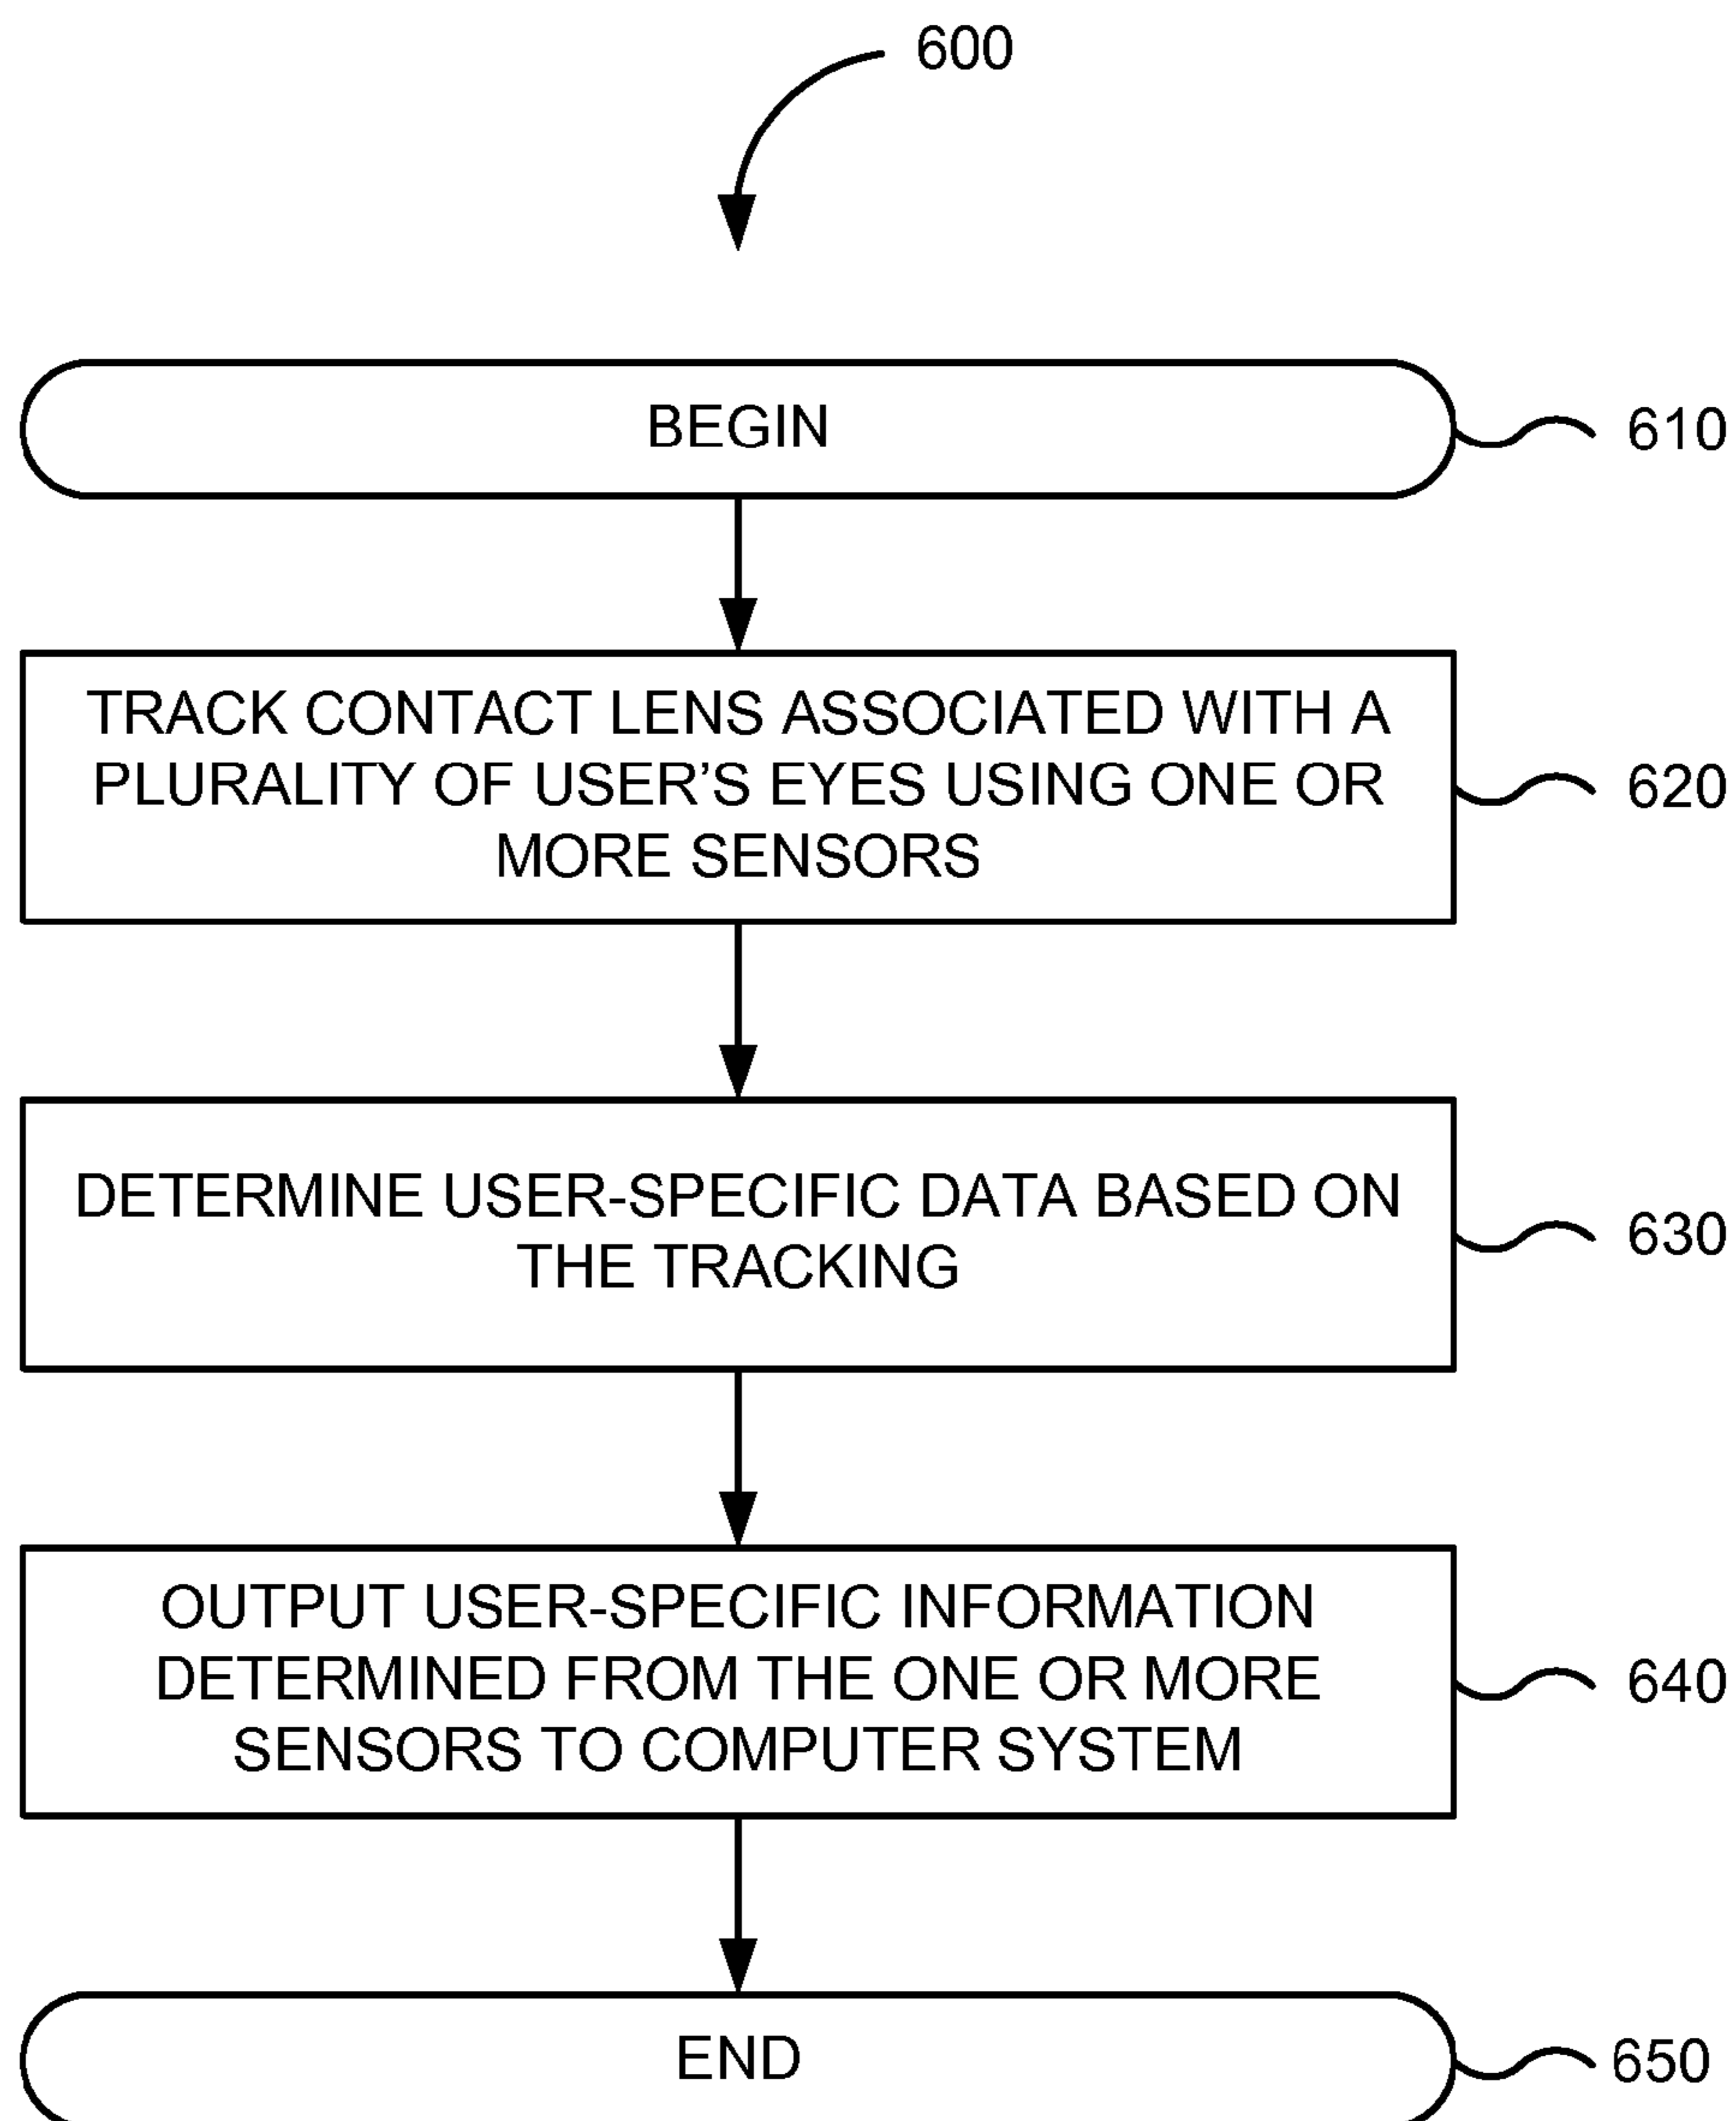 600
BEGIN
610
TRACK CONTACT LENS ASSOCIATED WITH A
PLURALITY OF USER'S EYES USING ONE OR
MORE SENSORS
620
DETERMINE USER-SPECIFIC DATA BASED ON
THE TRACKING
630
OUTPUT USER-SPECIFIC INFORMATION
DETERMINED FROM THE ONE OR MORE
SENSORS TO COMPUTER SYSTEM
640
END
650